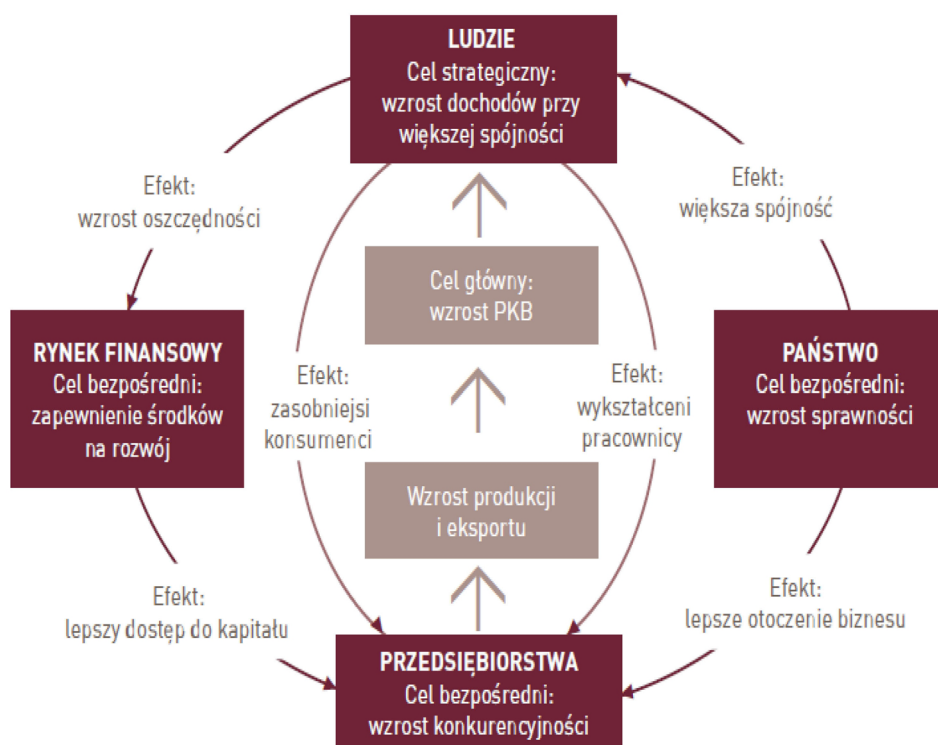 LUDZIE
Cel strategiczny:
wzrost dochodów przy
większej spójności
Efekt:
wzrost oszczędności
Efekt:
większa spójność
Cel główny:
wzrost PKB
RYNEK FINANSOWY
Cel bezpośredni:
zapewnienie środków
na rozwój
Efekt:
zasobniejsi
konsumenci
Efekt:
wykształceni
pracownicy
PAŃSTWO
Cel bezpośredni:
wzrost sprawności
Wzrost produkcji
i eksportu
Efekt:
lepszy dostęp do kapitału
Efekt:
lepsze otoczenie biznesu
PRZEDSIĘBIORSTWA
Cel bezpośredni:
wzrost konkurencyjności